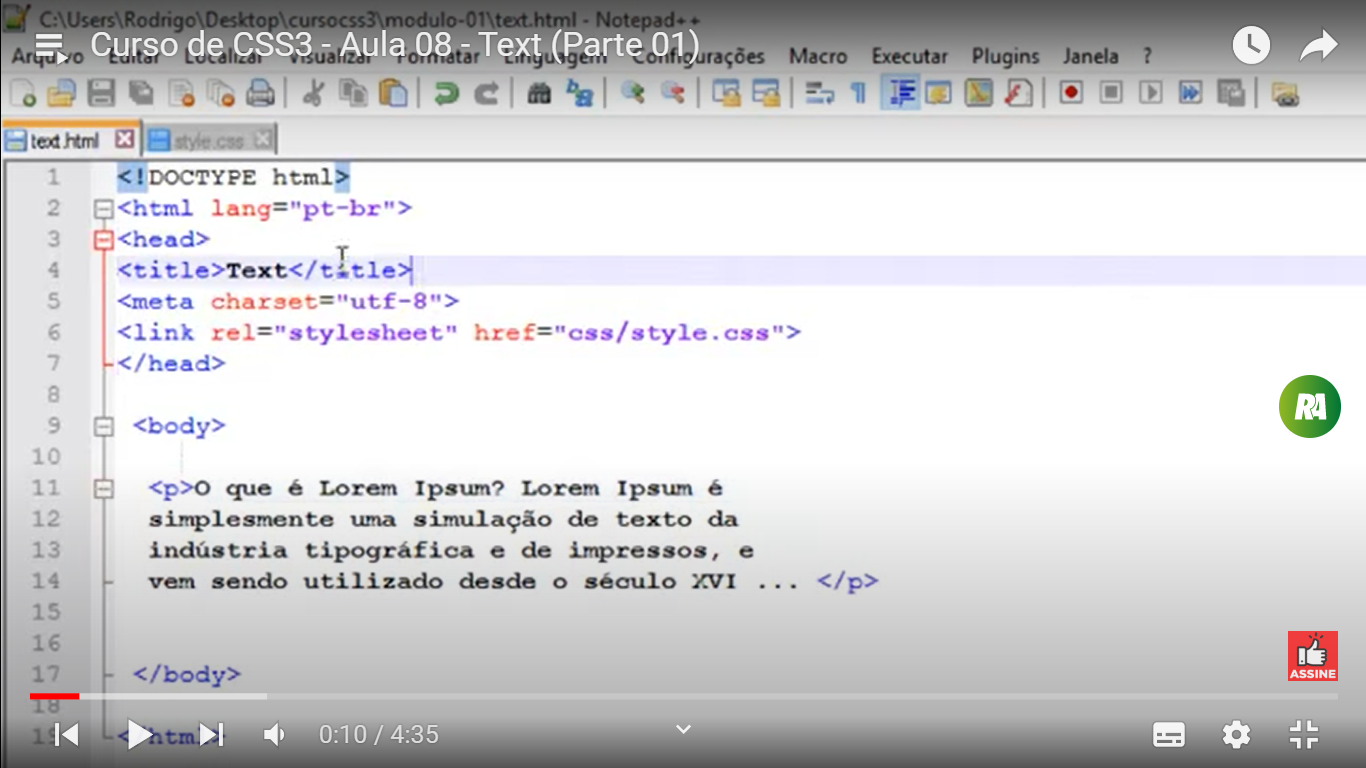 C:\Users\Rodrigo\Desktop\cursocss3\modulo-01\text.html - Notepad++
Curso de CSS3 - Aula 08 - Text (Parte 01)
Arquivo Editar Localizar Visualizar Formatar Linguagem Configurações Macro Executar Plugins Janela ?
text.html style.css
1 <!DOCTYPE html>
2 <html lang="pt-br">
3 <head>
4 <title>Text</title>
5 <meta charset="utf-8">
6 <link rel="stylesheet" href="css/style.css">
7 </head>
8
9 <body>
10
11 <p>O que é Lorem Ipsum? Lorem Ipsum é
12 simplesmente uma simulação de texto da
13 indústria tipográfica e de impressos, e
14 vem sendo utilizado desde o século XVI ... </p>
15
16
17 </body>
18
19 </html>
RA
ASSINE
0:10 / 4:35